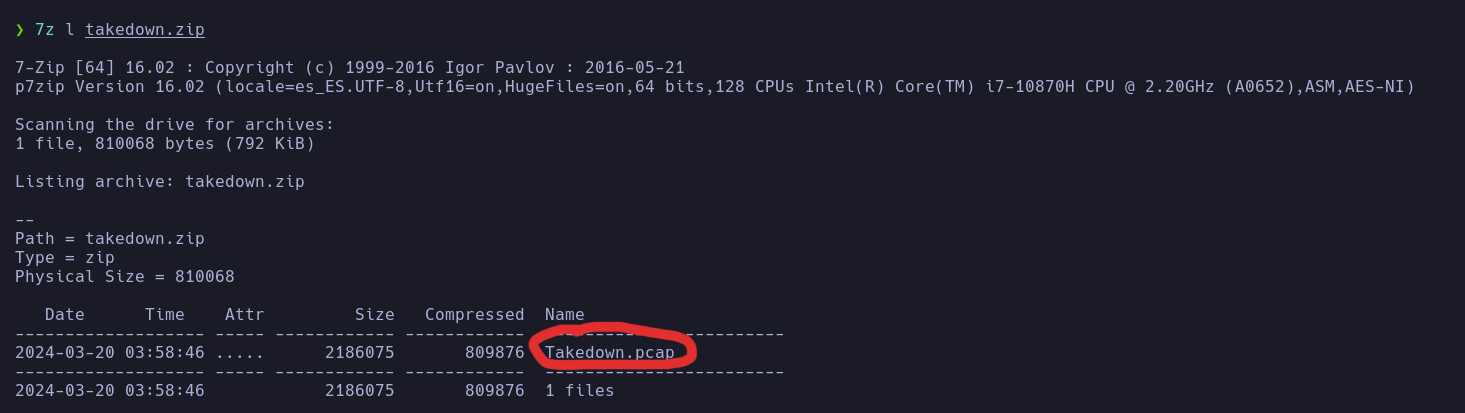 ❯ 7z l takedown.zip
7-Zip [64] 16.02 : Copyright (c) 1999-2016 Igor Pavlov : 2016-05-21
p7zip Version 16.02 (locale=es_ES.UTF-8,Utf16=on,HugeFiles=on,64 bits,128 CPUs Intel(R) Core(TM) i7-10870H CPU @ 2.20GHz (A0652),ASM,AES-NI)
Scanning the drive for archives:
1 file, 810068 bytes (792 KiB)
Listing archive: takedown.zip
--
Path = takedown.zip
Type = zip
Physical Size = 810068
   Date      Time    Attr         Size   Compressed  Name
------------------- ----- ------------ ------------  ------------------------
2024-03-20 03:58:46 .....      2186075       809876  Takedown.pcap
------------------- ----- ------------ ------------  ------------------------
2024-03-20 03:58:46            2186075       809876  1 files